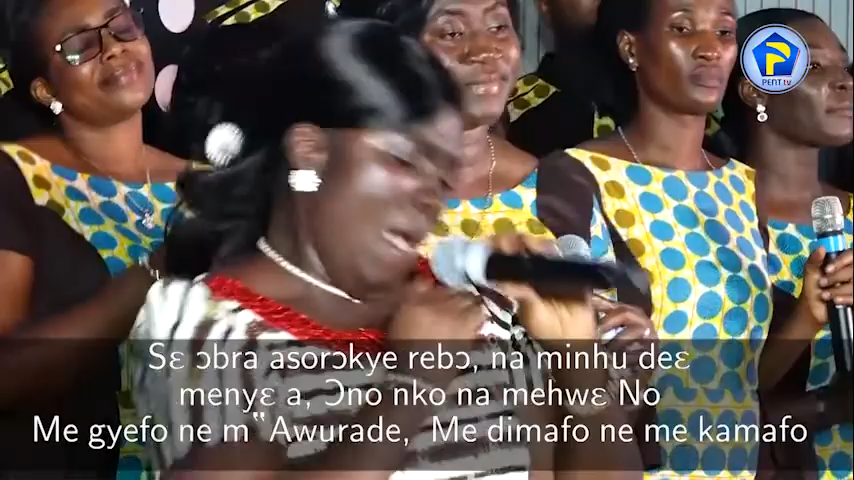 P
PENT tv
Sɛ ɔbra asorɔkye rebɔ, na minhu deɛ
menyɛ a, Ɔno nko na mehwɛ No
Me gyefo ne m‟Awurade, Me dimafo ne me kamafo